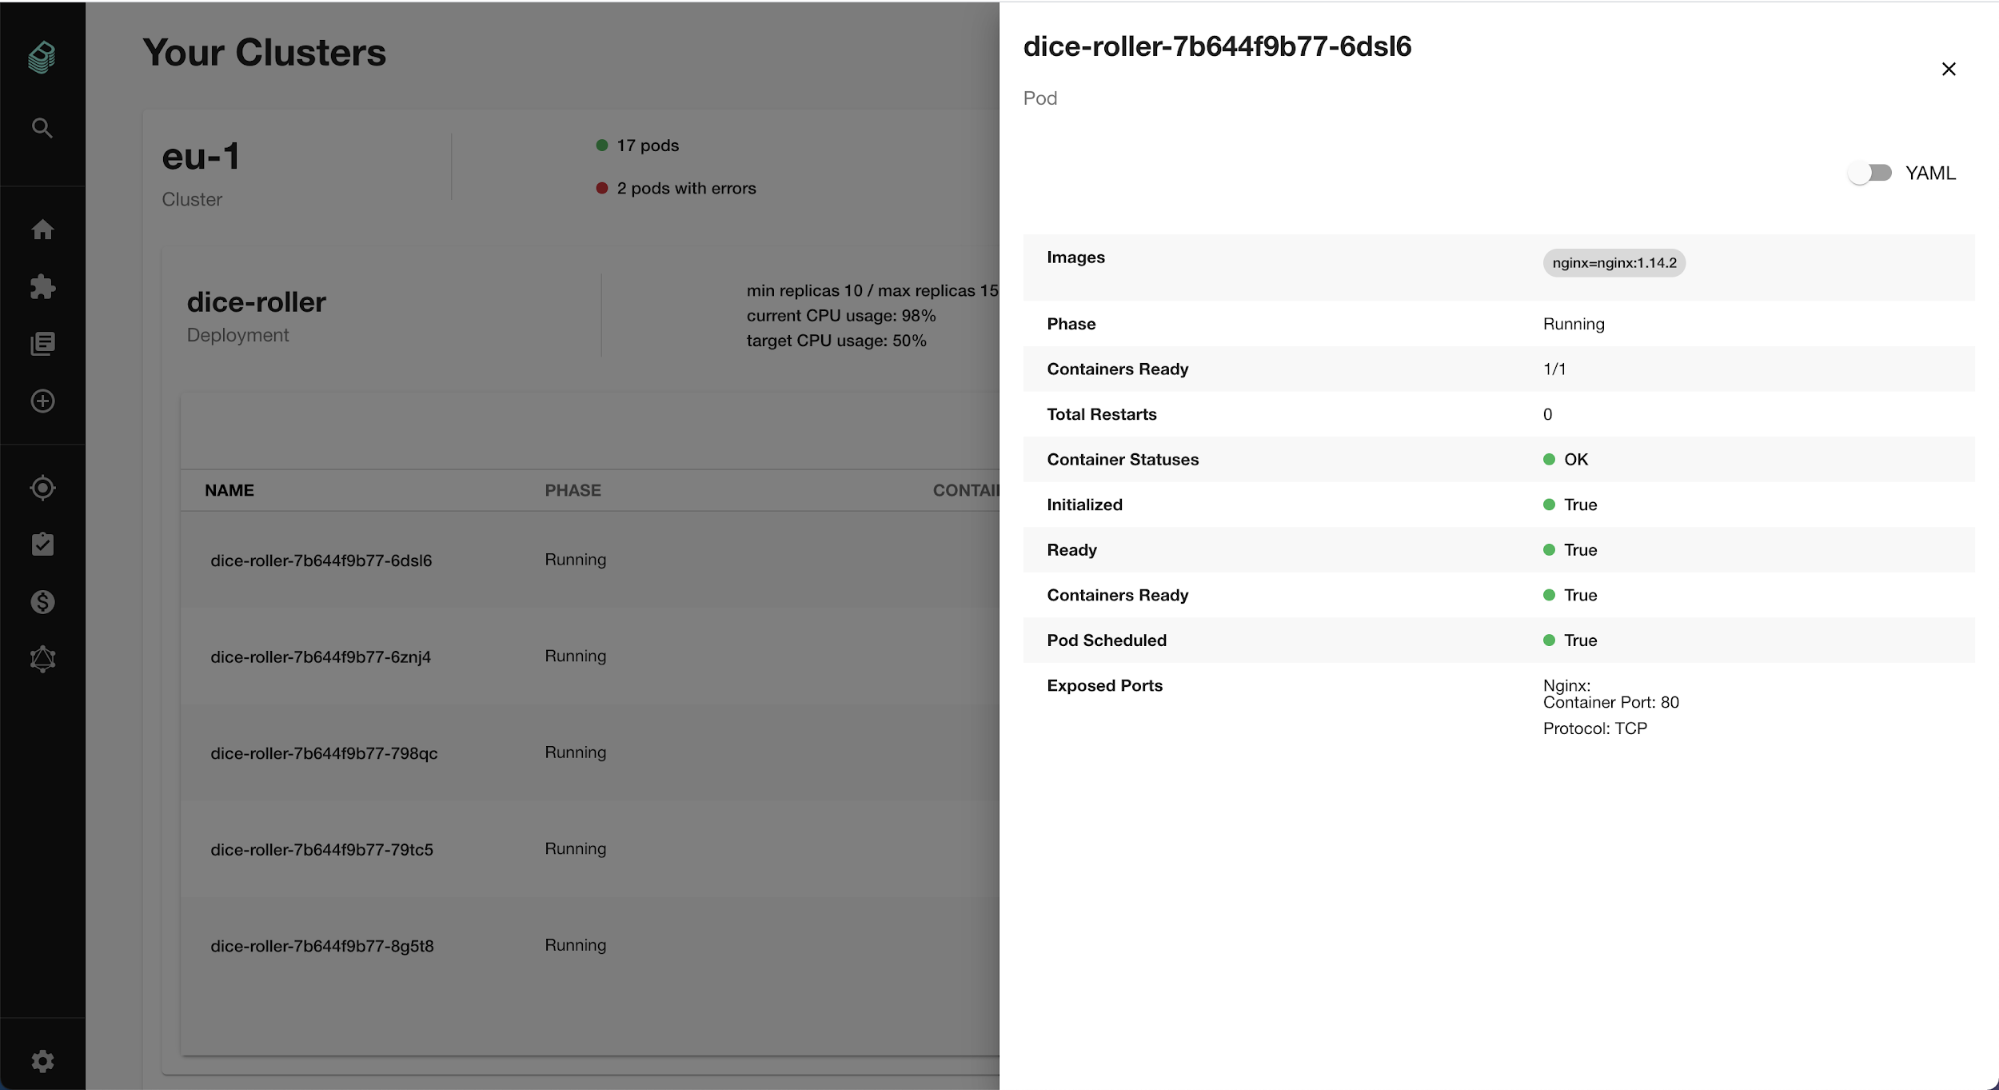 Your Clusters
eu-1
Cluster
17 pods
2 pods with errors
dice-roller
Deployment
min replicas 10 / max replicas 15
current CPU usage: 98%
target CPU usage: 50%
NAME PHASE CONTAI
dice-roller-7b644f9b77-6dsl6 Running
dice-roller-7b644f9b77-6znj4 Running
dice-roller-7b644f9b77-798qc Running
dice-roller-7b644f9b77-79tc5 Running
dice-roller-7b644f9b77-8g5t8 Running
dice-roller-7b644f9b77-6dsl6
Pod
YAML
Images nginx=nginx:1.14.2
Phase Running
Containers Ready 1/1
Total Restarts 0
Container Statuses OK
Initialized True
Ready True
Containers Ready True
Pod Scheduled True
Exposed Ports Nginx:
Container Port: 80
Protocol: TCP